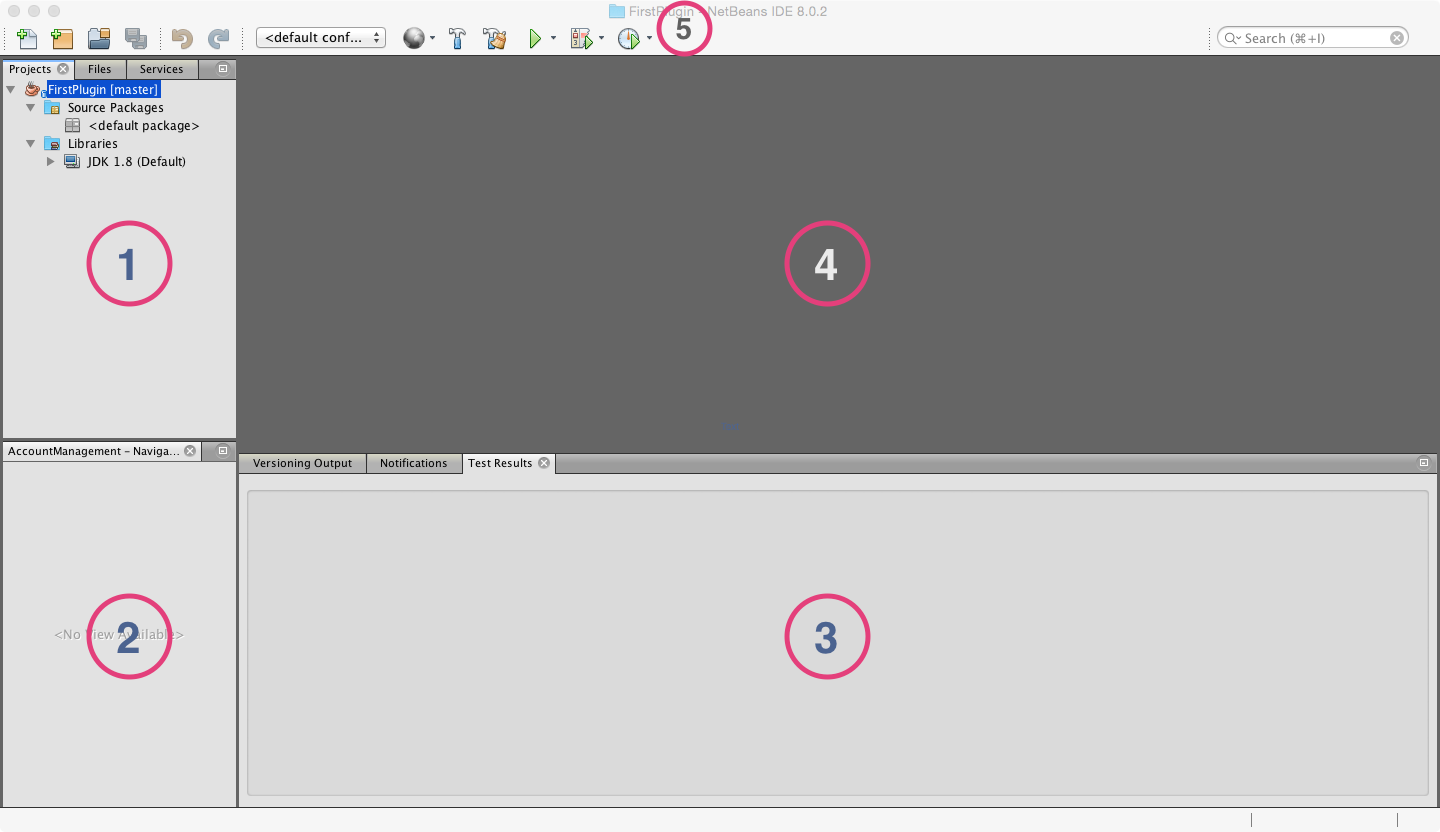 FirstPlugin - NetBeans IDE 8.0.2
5
<default conf...
Search (⌘+I)
Projects Files Services
FirstPlugin [master]
Source Packages
<default package>
Libraries
JDK 1.8 (Default)
1
4
AccountManagement – Naviga...
<No View Available>
2
Versioning Output Notifications Test Results
3